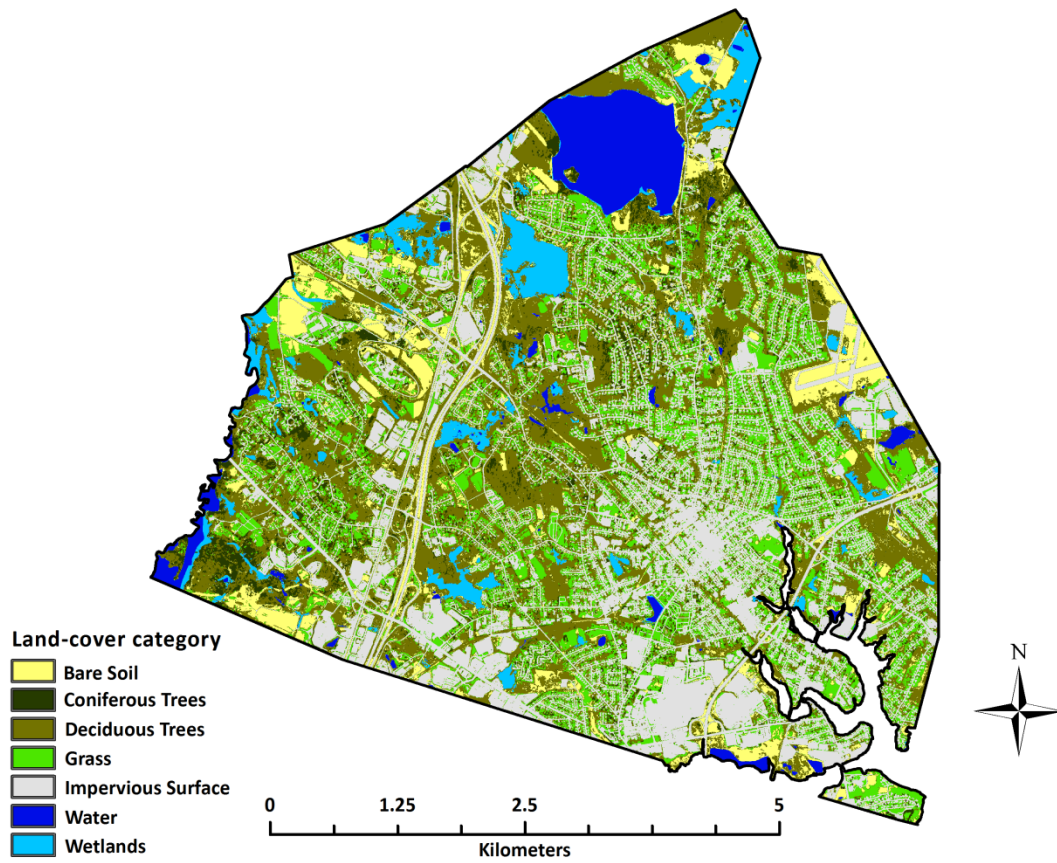 N
Land-cover category
Bare Soil
Coniferous Trees
Deciduous Trees
Grass
Impervious Surface
Water
Wetlands
0 1.25 2.5 5
Kilometers